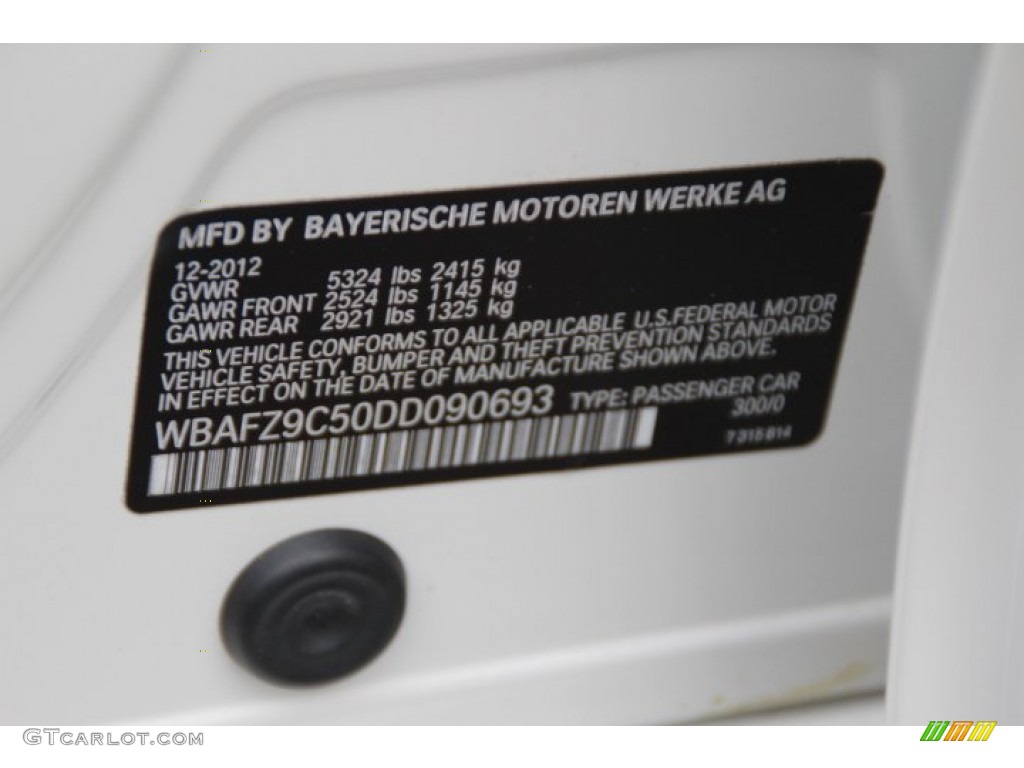 MFD BY BAYERISCHE MOTOREN WERKE AG
12-2012
GVWR 5324 lbs 2415 kg
GAWR FRONT 2524 lbs 1145 kg
GAWR REAR 2921 lbs 1325 kg
THIS VEHICLE CONFORMS TO ALL APPLICABLE U.S.FEDERAL MOTOR
VEHICLE SAFETY, BUMPER AND THEFT PREVENTION STANDARDS
IN EFFECT ON THE DATE OF MANUFACTURE SHOWN ABOVE.
WBAFZ9C50DD090693 TYPE: PASSENGER CAR
300/0
7 315 814
GTCARLOT.COM